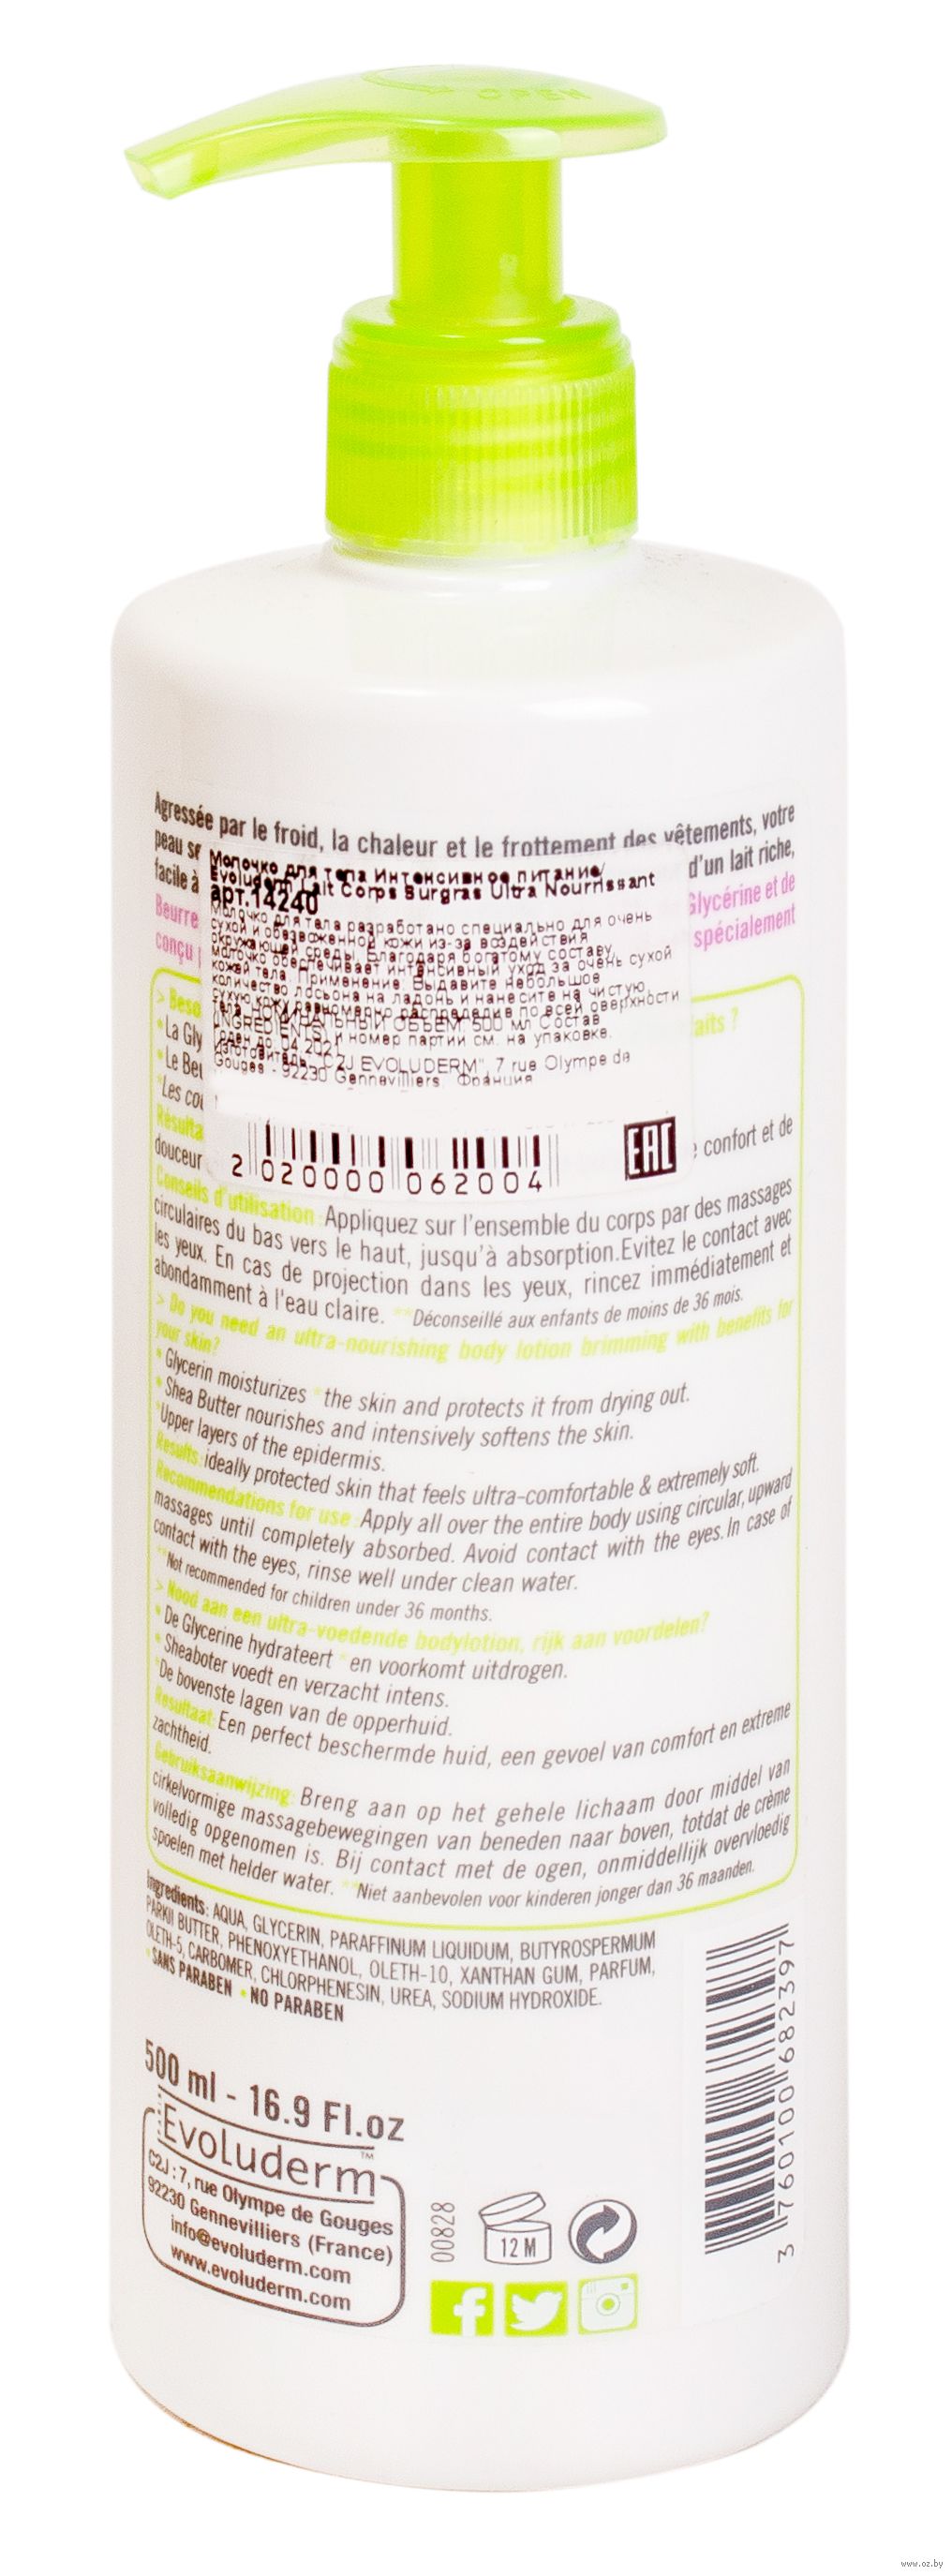 OPEN
Agressée par le froid, la chaleur et le frottement des vêtements, votre
peau d'un lait riche,
facile à Glycérine et de
Beurre spécialement
conçu
Молочко для тела Интенсивное питание/
Evoluderm Lait Corps Surgras Ultra Nourrissant
арт.14240
Молочко для тела разработано специально для очень
сухой и обезвоженной кожи из-за воздействия
окружающей среды. Благодаря богатому составу,
молочко обеспечивает интенсивный уход за очень сухой
кожей тела. Применение: Выдавите небольшое
количество лосьона на ладонь и нанесите на чистую,
сухую кожу равномерно распределив по всей поверхности
тела. НОМИНАЛЬНЫЙ ОБЪЕМ: 500 мл Состав
(INGREDIENTS) и номер партии см. на упаковке.
Годен до: 04.2021
Изготовитель: "C2J EVOLUDERM", 7 rue Olympe de
Gouges - 92230 Gennevilliers Франция
2 020000 062004
EAC
> Beso
*La Gly
*Le Beu
*Les cou
Résulta confort et de
douceur
Conseils d'utilisation : Appliquez sur l'ensemble du corps par des massages
circulaires du bas vers le haut, jusqu'à absorption.Evitez le contact avec
les yeux. En cas de projection dans les yeux, rincez immédiatement et
abondamment à l'eau claire. **Déconseillé aux enfants de moins de 36 mois.
> Do you need an ultra-nourishing body lotion brimming with benefits for
your skin?
• Glycerin moisturizes *the skin and protects it from drying out.
• Shea Butter nourishes and intensively softens the skin.
*Upper layers of the epidermis.
Results: ideally protected skin that feels ultra-comfortable & extremely soft.
Recommendations for use : Apply all over the entire body using circular, upward
massages until completely absorbed. Avoid contact with the eyes. In case of
contact with the eyes, rinse well under clean water.
**Not recommended for children under 36 months.
> Nood aan een ultra-voedende bodylotion, rijk aan voordelen?
• De Glycerine hydrateert *en voorkomt uitdrogen.
• Sheaboter voedt en verzacht intens.
*De bovenste lagen van de opperhuid.
Resultaat: Een perfect beschermde huid, een gevoel van comfort en extreme
zachtheid.
Gebruiksaanwijzing: Breng aan op het gehele lichaam door middel van
cirkelvormige massagebewegingen van beneden naar boven, totdat de crème
volledig opgenomen is. Bij contact met de ogen, onmiddellijk overvloedig
spoelen met helder water. **Niet aanbevolen voor kinderen jonger dan 36 maanden.
Ingredients: AQUA, GLYCERIN, PARAFFINUM LIQUIDUM, BUTYROSPERMUM
PARKII BUTTER, PHENOXYETHANOL, OLETH-10, XANTHAN GUM, PARFUM,
OLETH-5, CARBOMER, CHLORPHENESIN, UREA, SODIUM HYDROXIDE.
• SANS PARABEN • NO PARABEN
3 760100 682397
500 ml - 16.9 Fl.oz
Evoluderm™
C2J : 7, rue Olympe de Gouges
92230 Gennevilliers (France)
info@evoluderm.com
www.evoluderm.com
00828
12 M
www.oz.by